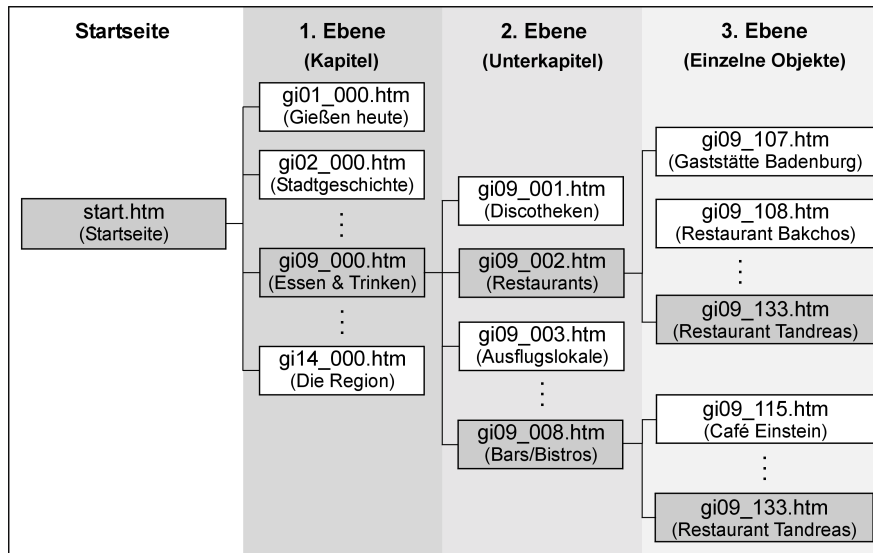 Startseite
1. Ebene
(Kapitel)
2. Ebene
(Unterkapitel)
3. Ebene
(Einzelne Objekte)
start.htm
(Startseite)
gi01_000.htm
(Gießen heute)
gi02_000.htm
(Stadtgeschichte)
gi09_000.htm
(Essen & Trinken)
gi14_000.htm
(Die Region)
gi09_001.htm
(Discotheken)
gi09_002.htm
(Restaurants)
gi09_003.htm
(Ausflugslokale)
gi09_008.htm
(Bars/Bistros)
gi09_107.htm
(Gaststätte Badenburg)
gi09_108.htm
(Restaurant Bakchos)
gi09_133.htm
(Restaurant Tandreas)
gi09_115.htm
(Café Einstein)
gi09_133.htm
(Restaurant Tandreas)